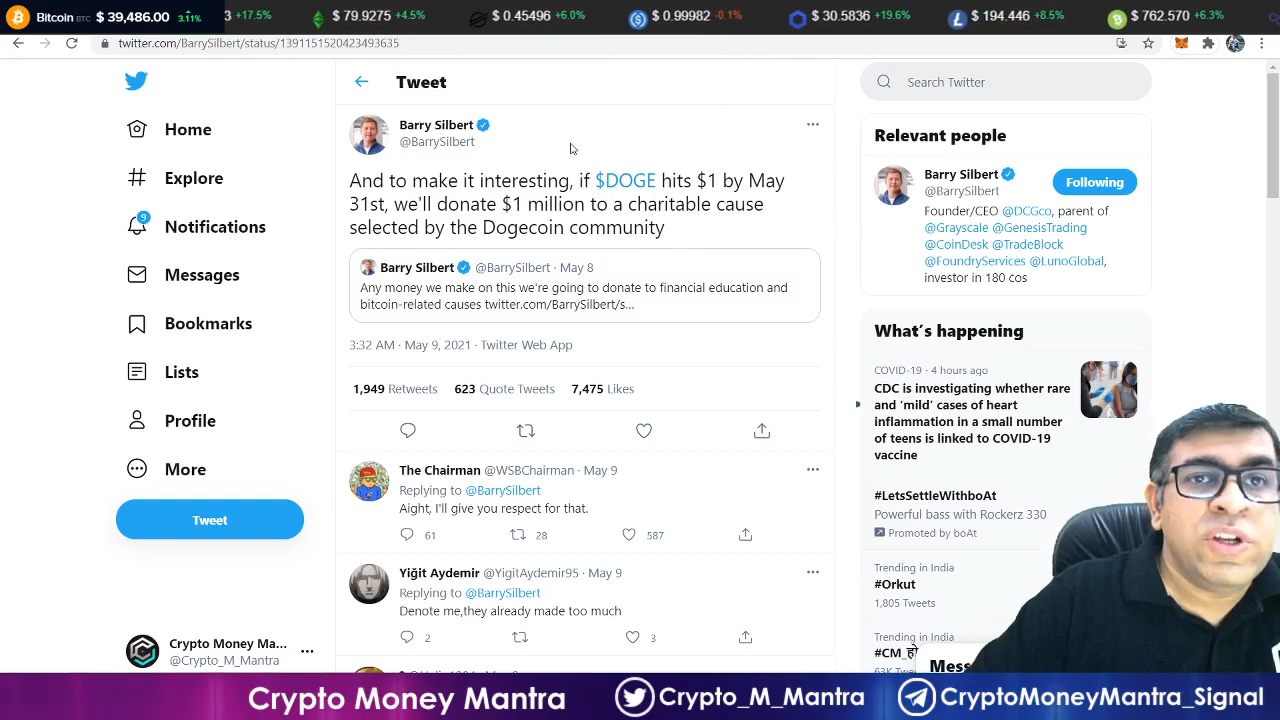 Bitcoin BTC $ 39,486.00 3.11% 3 +17.5% $ 79.9275 +4.5% $ 0.45496 +6.0% $ 0.99982 -0.1% $ 30.5836 +19.6% $ 194.446 +8.5% $ 762.570 +6.3%
twitter.com/BarrySilbert/status/1391151520423493635
Tweet
Search Twitter
Home
Explore
9
Notifications
Messages
Bookmarks
Lists
Profile
More
Tweet
Crypto Money Ma...
@Crypto_M_Mantra
Barry Silbert
@BarrySilbert
And to make it interesting, if $DOGE hits $1 by May
31st, we'll donate $1 million to a charitable cause
selected by the Dogecoin community
Barry Silbert @BarrySilbert · May 8
Any money we make on this we're going to donate to financial education and
bitcoin-related causes twitter.com/BarrySilbert/s...
3:32 AM · May 9, 2021 · Twitter Web App
1,949 Retweets 623 Quote Tweets 7,475 Likes
The Chairman @WSBChairman · May 9
Replying to @BarrySilbert
Aight, I'll give you respect for that.
61 28 587
Yiğit Aydemir @YigitAydemir95 · May 9
Replying to @BarrySilbert
Denote me,they already made too much
2 3
Relevant people
Barry Silbert
@BarrySilbert
Following
Founder/CEO @DCGco, parent of
@Grayscale @GenesisTrading
@CoinDesk @TradeBlock
@FoundryServices @LunoGlobal,
investor in 180 cos
What's happening
COVID-19 · 4 hours ago
CDC is investigating whether rare
and 'mild' cases of heart
inflammation in a small number
of teens is linked to COVID-19
vaccine
#LetsSettleWithboAt
Powerful bass with Rockerz 330
Promoted by boAt
Trending in India
#Orkut
1,805 Tweets
Trending in India
#CM_हो
63K Twe
Mess
Crypto Money Mantra Crypto_M_Mantra CryptoMoneyMantra_Signal